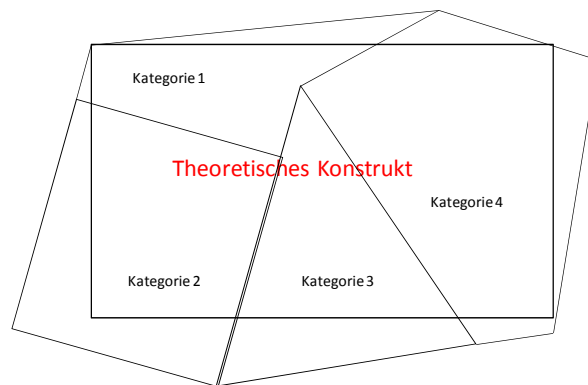 Kategorie 1
Theoretisches Konstrukt
Kategorie 4
Kategorie 2
Kategorie 3